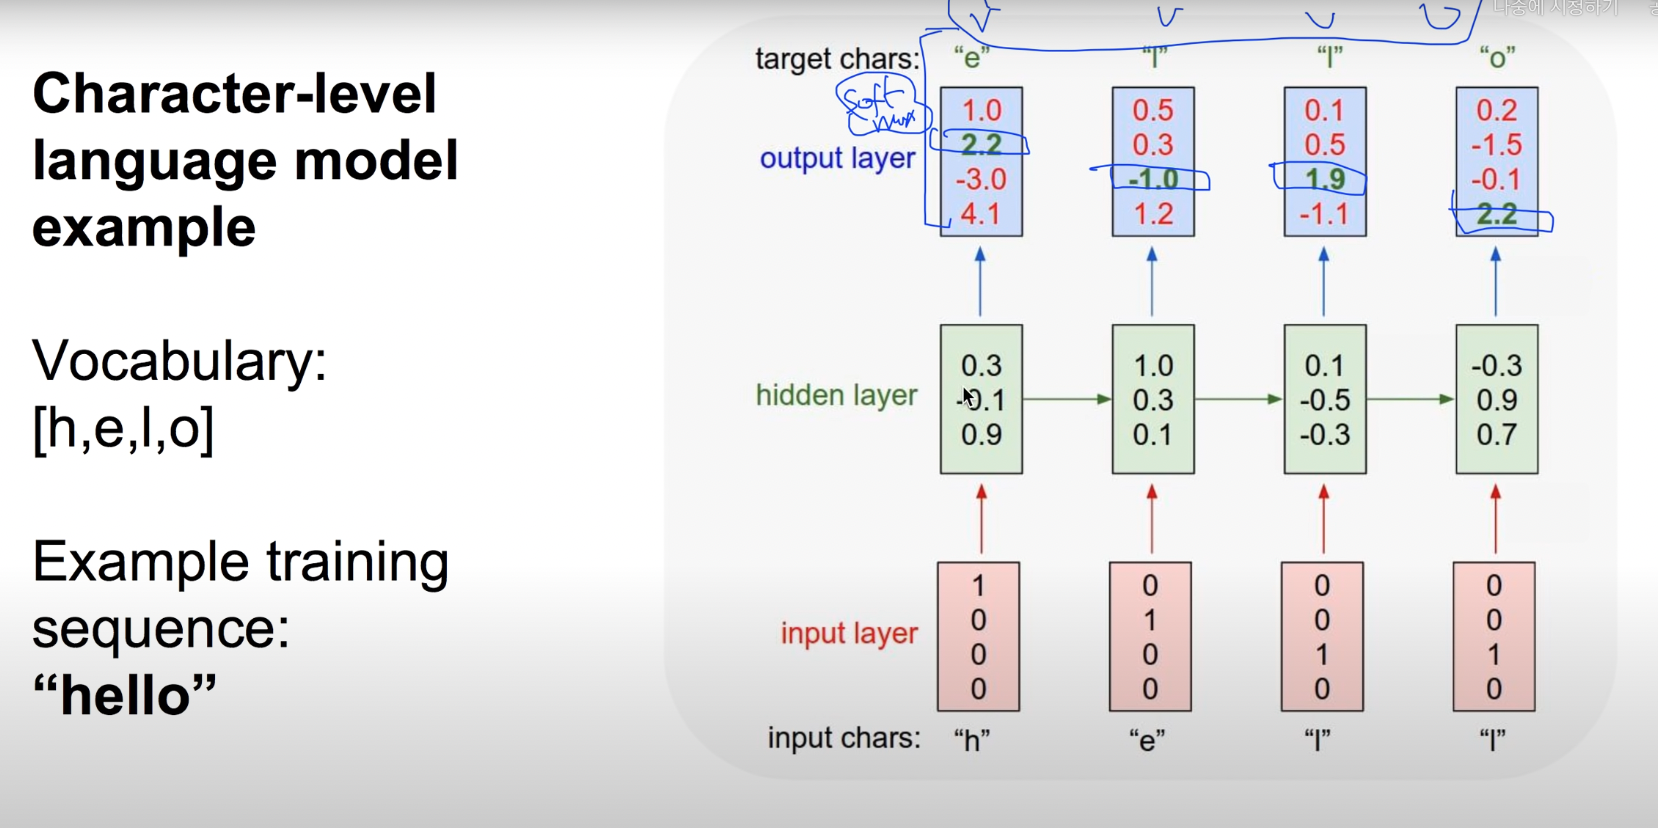 나중에 시청하기
Character-level
language model
example
Vocabulary:
[h,e,l,o]
Example training
sequence:
“hello”
target chars: “e” “l” “l” “o”
Soft
max
output layer
1.0 0.5 0.1 0.2
2.2 0.3 0.5 -1.5
-3.0 -1.0 1.9 -0.1
4.1 1.2 -1.1 2.2
hidden layer
0.3 1.0 0.1 -0.3
-0.1 0.3 -0.5 0.9
0.9 0.1 -0.3 0.7
input layer
1 0 0 0
0 1 0 0
0 0 1 1
0 0 0 0
input chars: “h” “e” “l” “l”